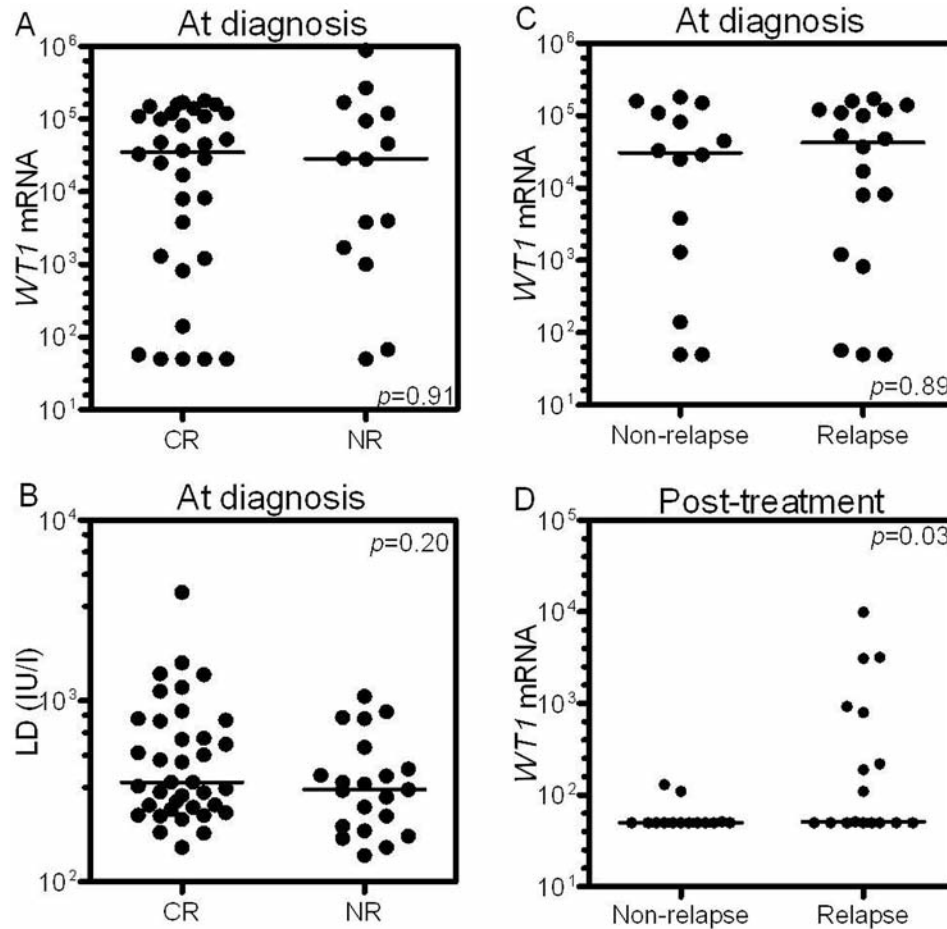 A At diagnosis
10⁶
10⁵
10⁴
10³
10²
10¹
WT1 mRNA
p=0.91
CR NR
C At diagnosis
10⁶
10⁵
10⁴
10³
10²
10¹
WT1 mRNA
p=0.89
Non-relapse Relapse
B At diagnosis
10⁴
10³
10²
LD (IU/l)
p=0.20
CR NR
D Post-treatment
10⁵
10⁴
10³
10²
10¹
WT1 mRNA
p=0.03
Non-relapse Relapse